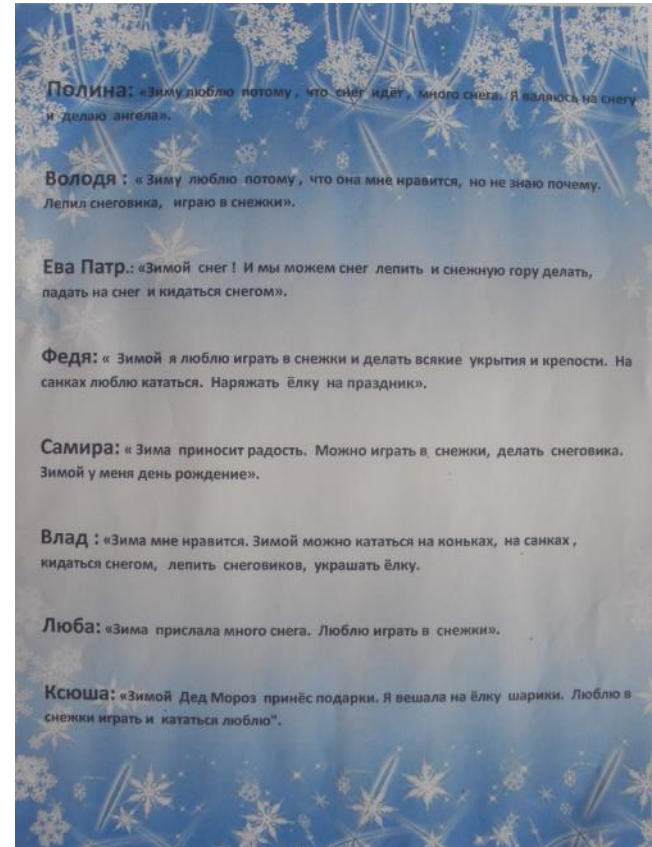 Полина: «Зиму люблю потому , что снег идёт , много снега. Я валяюсь на снегу
и делаю ангела».
Володя : « Зиму люблю потому , что она мне нравится, но не знаю почему.
Лепил снеговика, играю в снежки».
Ева Патр.: «Зимой снег ! И мы можем снег лепить и снежную гору делать,
падать на снег и кидаться снегом».
Федя: « Зимой я люблю играть в снежки и делать всякие укрытия и крепости. На
санках люблю кататься. Наряжать ёлку на праздник».
Самира: « Зима приносит радость. Можно играть в снежки, делать снеговика.
Зимой у меня день рождение».
Влад : «Зима мне нравится. Зимой можно кататься на коньках, на санках ,
кидаться снегом, лепить снеговиков, украшать ёлку.
Люба: «Зима прислала много снега. Люблю играть в снежки».
Ксюша: «Зимой Дед Мороз принёс подарки. Я вешала на ёлку шарики. Люблю в
снежки играть и кататься люблю".